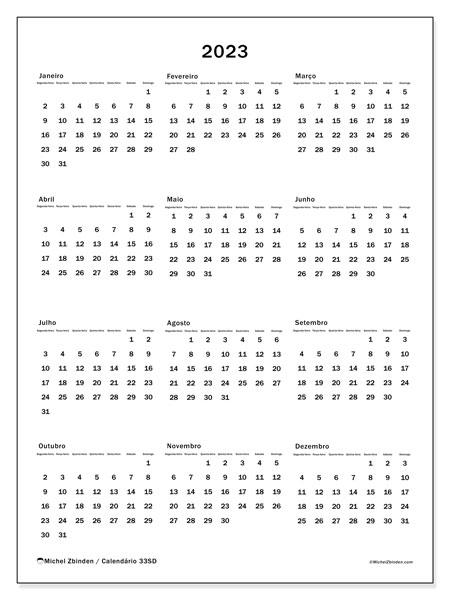 2023
Janeiro
Segunda-feira Terça-feira Quarta-feira Quinta-feira Sexta-feira Sábado Domingo
1
2 3 4 5 6 7 8
9 10 11 12 13 14 15
16 17 18 19 20 21 22
23 24 25 26 27 28 29
30 31
Fevereiro
Segunda-feira Terça-feira Quarta-feira Quinta-feira Sexta-feira Sábado Domingo
1 2 3 4 5
6 7 8 9 10 11 12
13 14 15 16 17 18 19
20 21 22 23 24 25 26
27 28
Março
Segunda-feira Terça-feira Quarta-feira Quinta-feira Sexta-feira Sábado Domingo
1 2 3 4 5
6 7 8 9 10 11 12
13 14 15 16 17 18 19
20 21 22 23 24 25 26
27 28 29 30 31
Abril
Segunda-feira Terça-feira Quarta-feira Quinta-feira Sexta-feira Sábado Domingo
1 2
3 4 5 6 7 8 9
10 11 12 13 14 15 16
17 18 19 20 21 22 23
24 25 26 27 28 29 30
Maio
Segunda-feira Terça-feira Quarta-feira Quinta-feira Sexta-feira Sábado Domingo
1 2 3 4 5 6 7
8 9 10 11 12 13 14
15 16 17 18 19 20 21
22 23 24 25 26 27 28
29 30 31
Junho
Segunda-feira Terça-feira Quarta-feira Quinta-feira Sexta-feira Sábado Domingo
1 2 3 4
5 6 7 8 9 10 11
12 13 14 15 16 17 18
19 20 21 22 23 24 25
26 27 28 29 30
Julho
Segunda-feira Terça-feira Quarta-feira Quinta-feira Sexta-feira Sábado Domingo
1 2
3 4 5 6 7 8 9
10 11 12 13 14 15 16
17 18 19 20 21 22 23
24 25 26 27 28 29 30
31
Agosto
Segunda-feira Terça-feira Quarta-feira Quinta-feira Sexta-feira Sábado Domingo
1 2 3 4 5 6
7 8 9 10 11 12 13
14 15 16 17 18 19 20
21 22 23 24 25 26 27
28 29 30 31
Setembro
Segunda-feira Terça-feira Quarta-feira Quinta-feira Sexta-feira Sábado Domingo
1 2 3
4 5 6 7 8 9 10
11 12 13 14 15 16 17
18 19 20 21 22 23 24
25 26 27 28 29 30
Outubro
Segunda-feira Terça-feira Quarta-feira Quinta-feira Sexta-feira Sábado Domingo
1
2 3 4 5 6 7 8
9 10 11 12 13 14 15
16 17 18 19 20 21 22
23 24 25 26 27 28 29
30 31
Novembro
Segunda-feira Terça-feira Quarta-feira Quinta-feira Sexta-feira Sábado Domingo
1 2 3 4 5
6 7 8 9 10 11 12
13 14 15 16 17 18 19
20 21 22 23 24 25 26
27 28 29 30
Dezembro
Segunda-feira Terça-feira Quarta-feira Quinta-feira Sexta-feira Sábado Domingo
1 2 3
4 5 6 7 8 9 10
11 12 13 14 15 16 17
18 19 20 21 22 23 24
25 26 27 28 29 30 31
Michel Zbinden / Calendário 33SD
©MichelZbinden.com